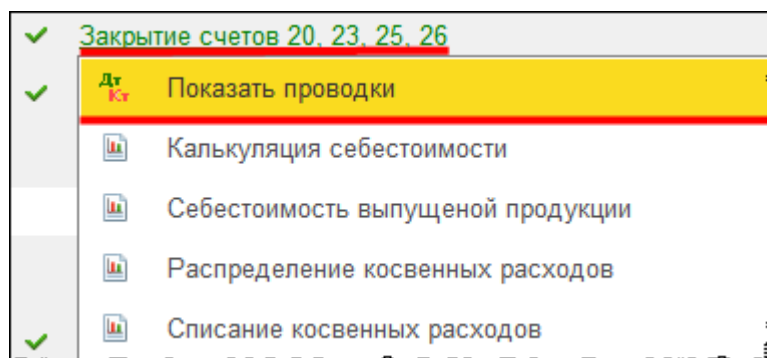 Закрытие счетов 20, 23, 25, 26
Дт
Кт
Показать проводки
Калькуляция себестоимости
Себестоимость выпущеной продукции
Распределение косвенных расходов
Списание косвенных расходов